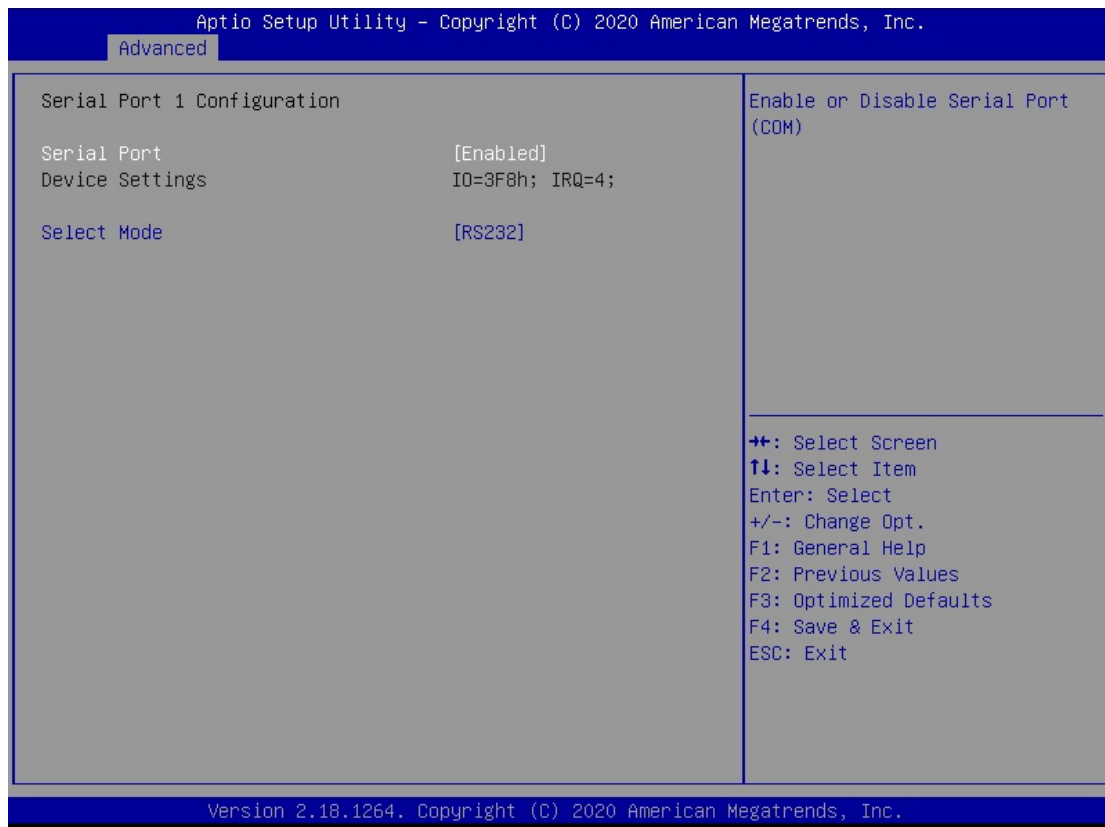 Aptio Setup Utility – Copyright (C) 2020 American Megatrends, Inc.
Advanced
Serial Port 1 Configuration
Serial Port [Enabled]
Device Settings IO=3F8h; IRQ=4;
Select Mode [RS232]
Enable or Disable Serial Port
(COM)
→←: Select Screen
↑↓: Select Item
Enter: Select
+/-: Change Opt.
F1: General Help
F2: Previous Values
F3: Optimized Defaults
F4: Save & Exit
ESC: Exit
Version 2.18.1264. Copyright (C) 2020 American Megatrends, Inc.